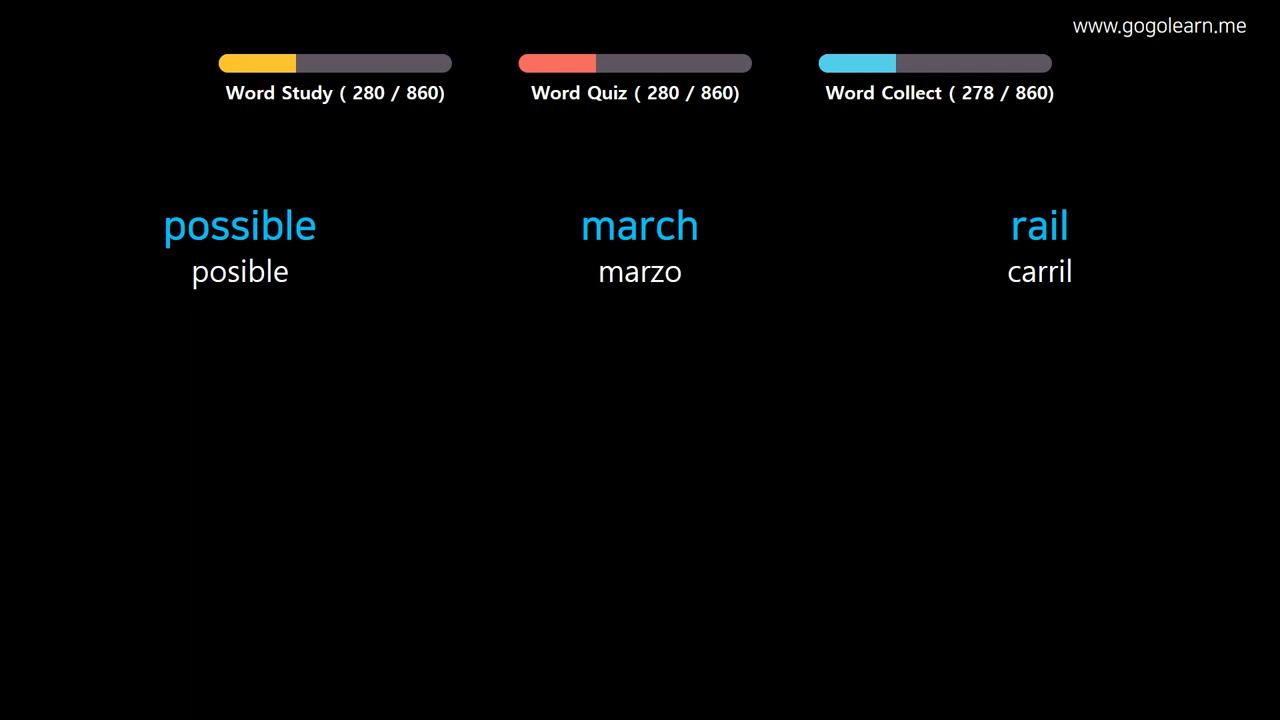 www.gogolearn.me
Word Study ( 280 / 860)
Word Quiz ( 280 / 860)
Word Collect ( 278 / 860)
possible
posible
march
marzo
rail
carril